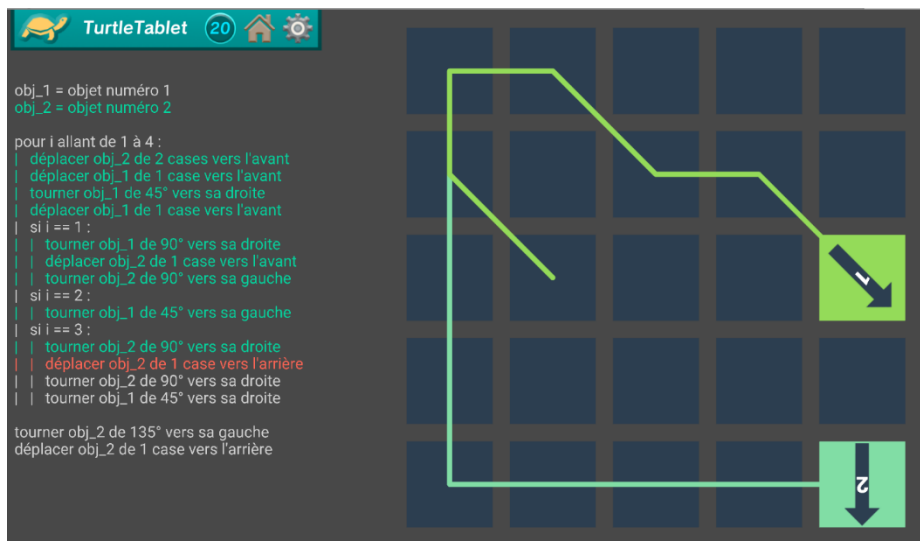 TurtleTablet 20
obj_1 = objet numéro 1
obj_2 = objet numéro 2
pour i allant de 1 à 4 :
| déplacer obj_2 de 2 cases vers l'avant
| déplacer obj_1 de 1 case vers l'avant
| tourner obj_1 de 45° vers sa droite
| déplacer obj_1 de 1 case vers l'avant
| si i == 1 :
| | tourner obj_1 de 90° vers sa droite
| | déplacer obj_2 de 1 case vers l'avant
| | tourner obj_2 de 90° vers sa gauche
| si i == 2 :
| | tourner obj_1 de 45° vers sa gauche
| si i == 3 :
| | tourner obj_2 de 90° vers sa droite
| | déplacer obj_2 de 1 case vers l'arrière
| | tourner obj_2 de 90° vers sa droite
| | tourner obj_1 de 45° vers sa droite
tourner obj_2 de 135° vers sa gauche
déplacer obj_2 de 1 case vers l'arrière
1
2